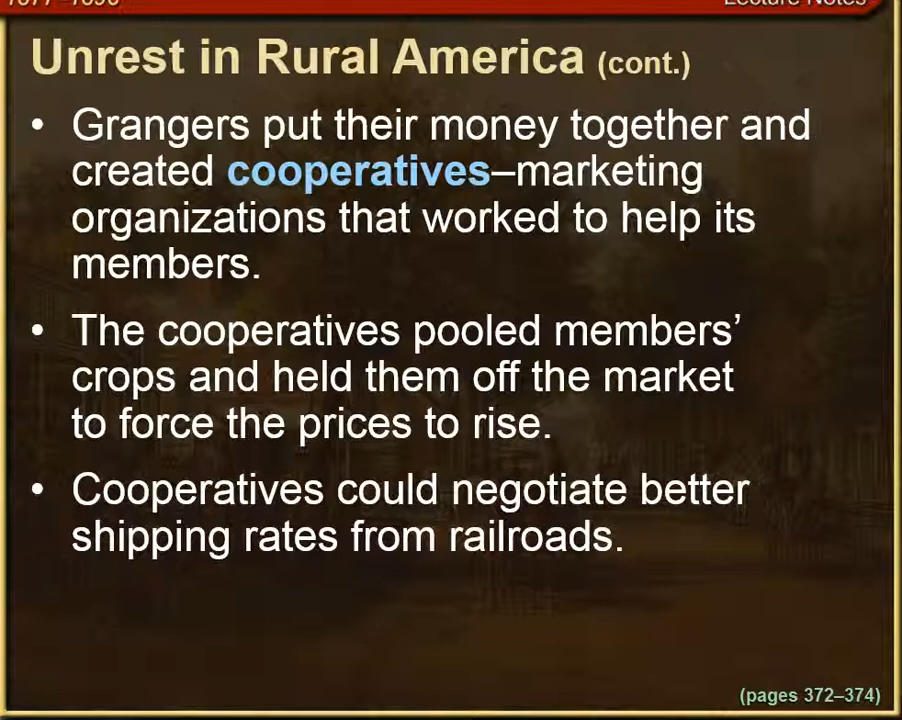 Lecture Notes
Unrest in Rural America (cont.)
• Grangers put their money together and
created cooperatives–marketing
organizations that worked to help its
members.
• The cooperatives pooled members’
crops and held them off the market
to force the prices to rise.
• Cooperatives could negotiate better
shipping rates from railroads.
(pages 372–374)